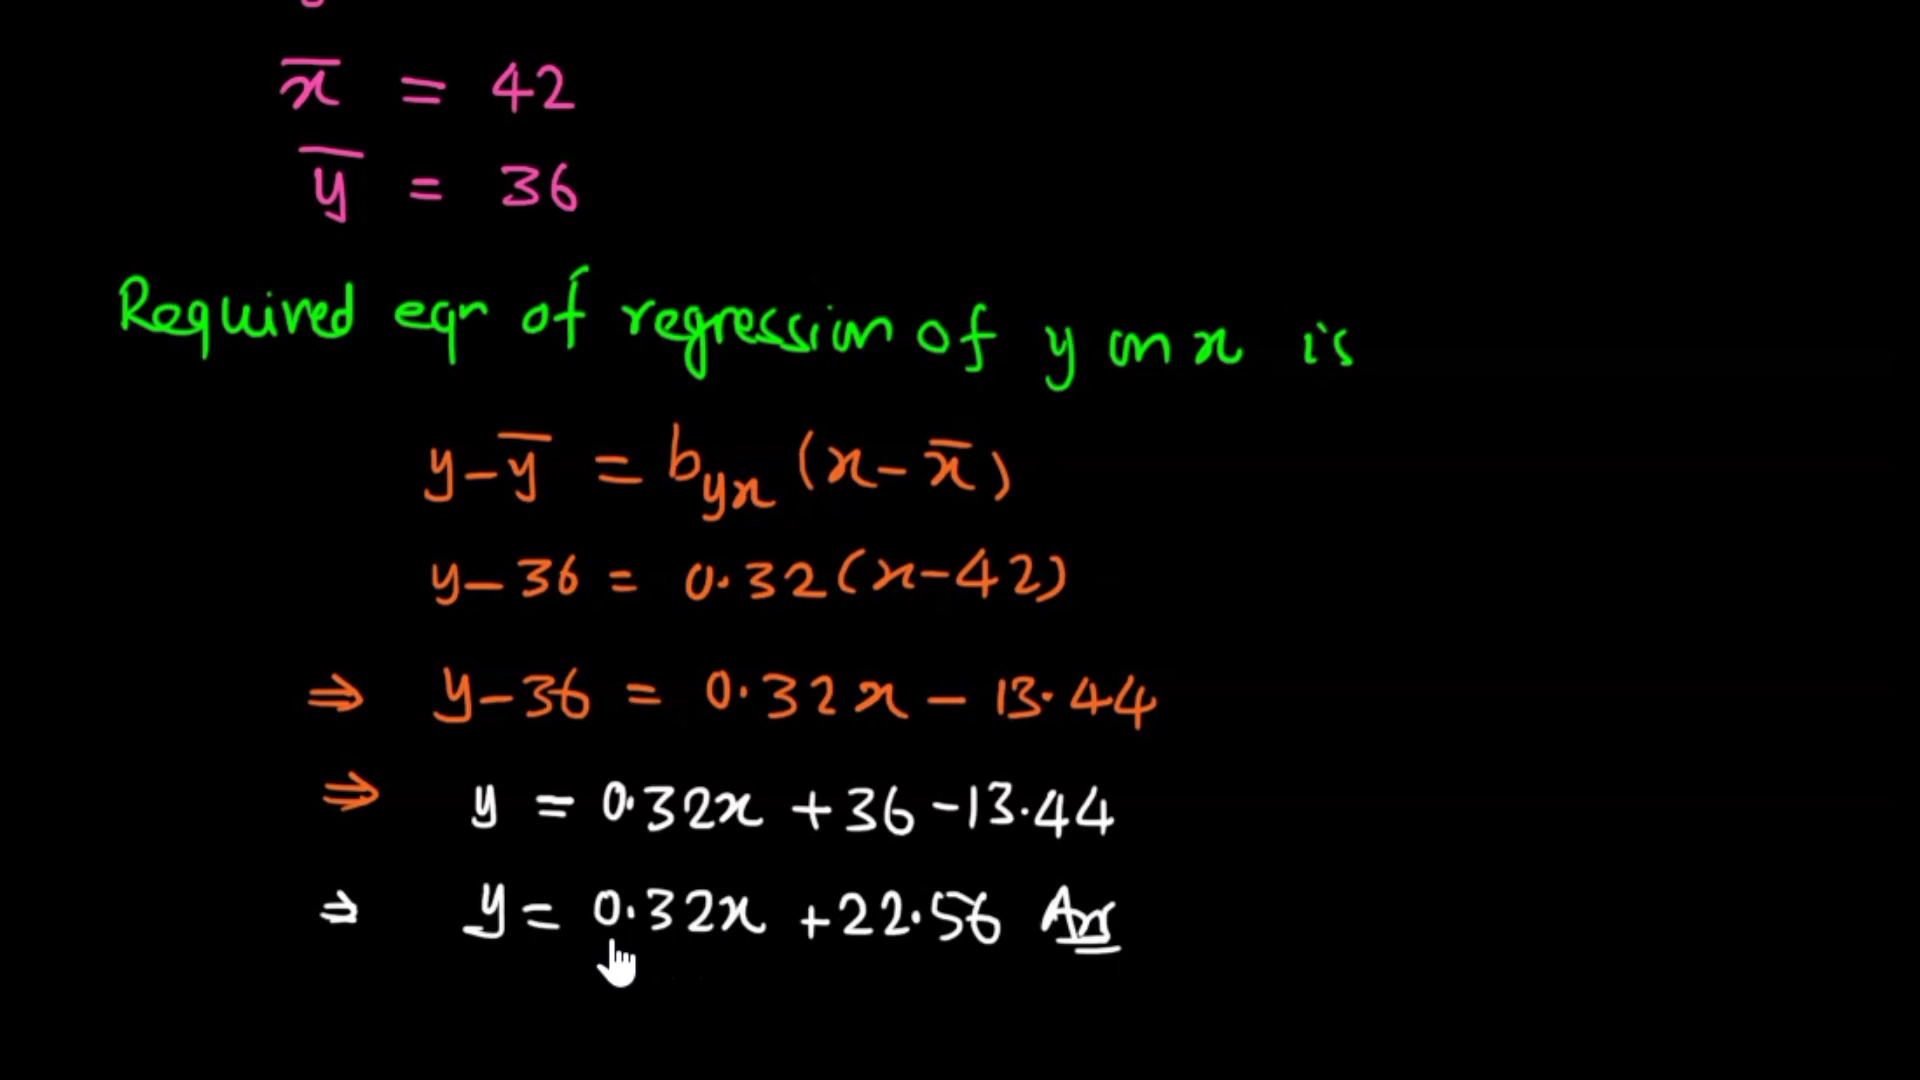 x̅ = 42
y̅ = 36
Required eqn of regression of y on x is
y - y̅ = byx (x - x̅)
y - 36 = 0.32(x - 42)
⇒ y - 36 = 0.32x - 13.44
⇒ y = 0.32x + 36 - 13.44
⇒ y = 0.32x + 22.56 Ans